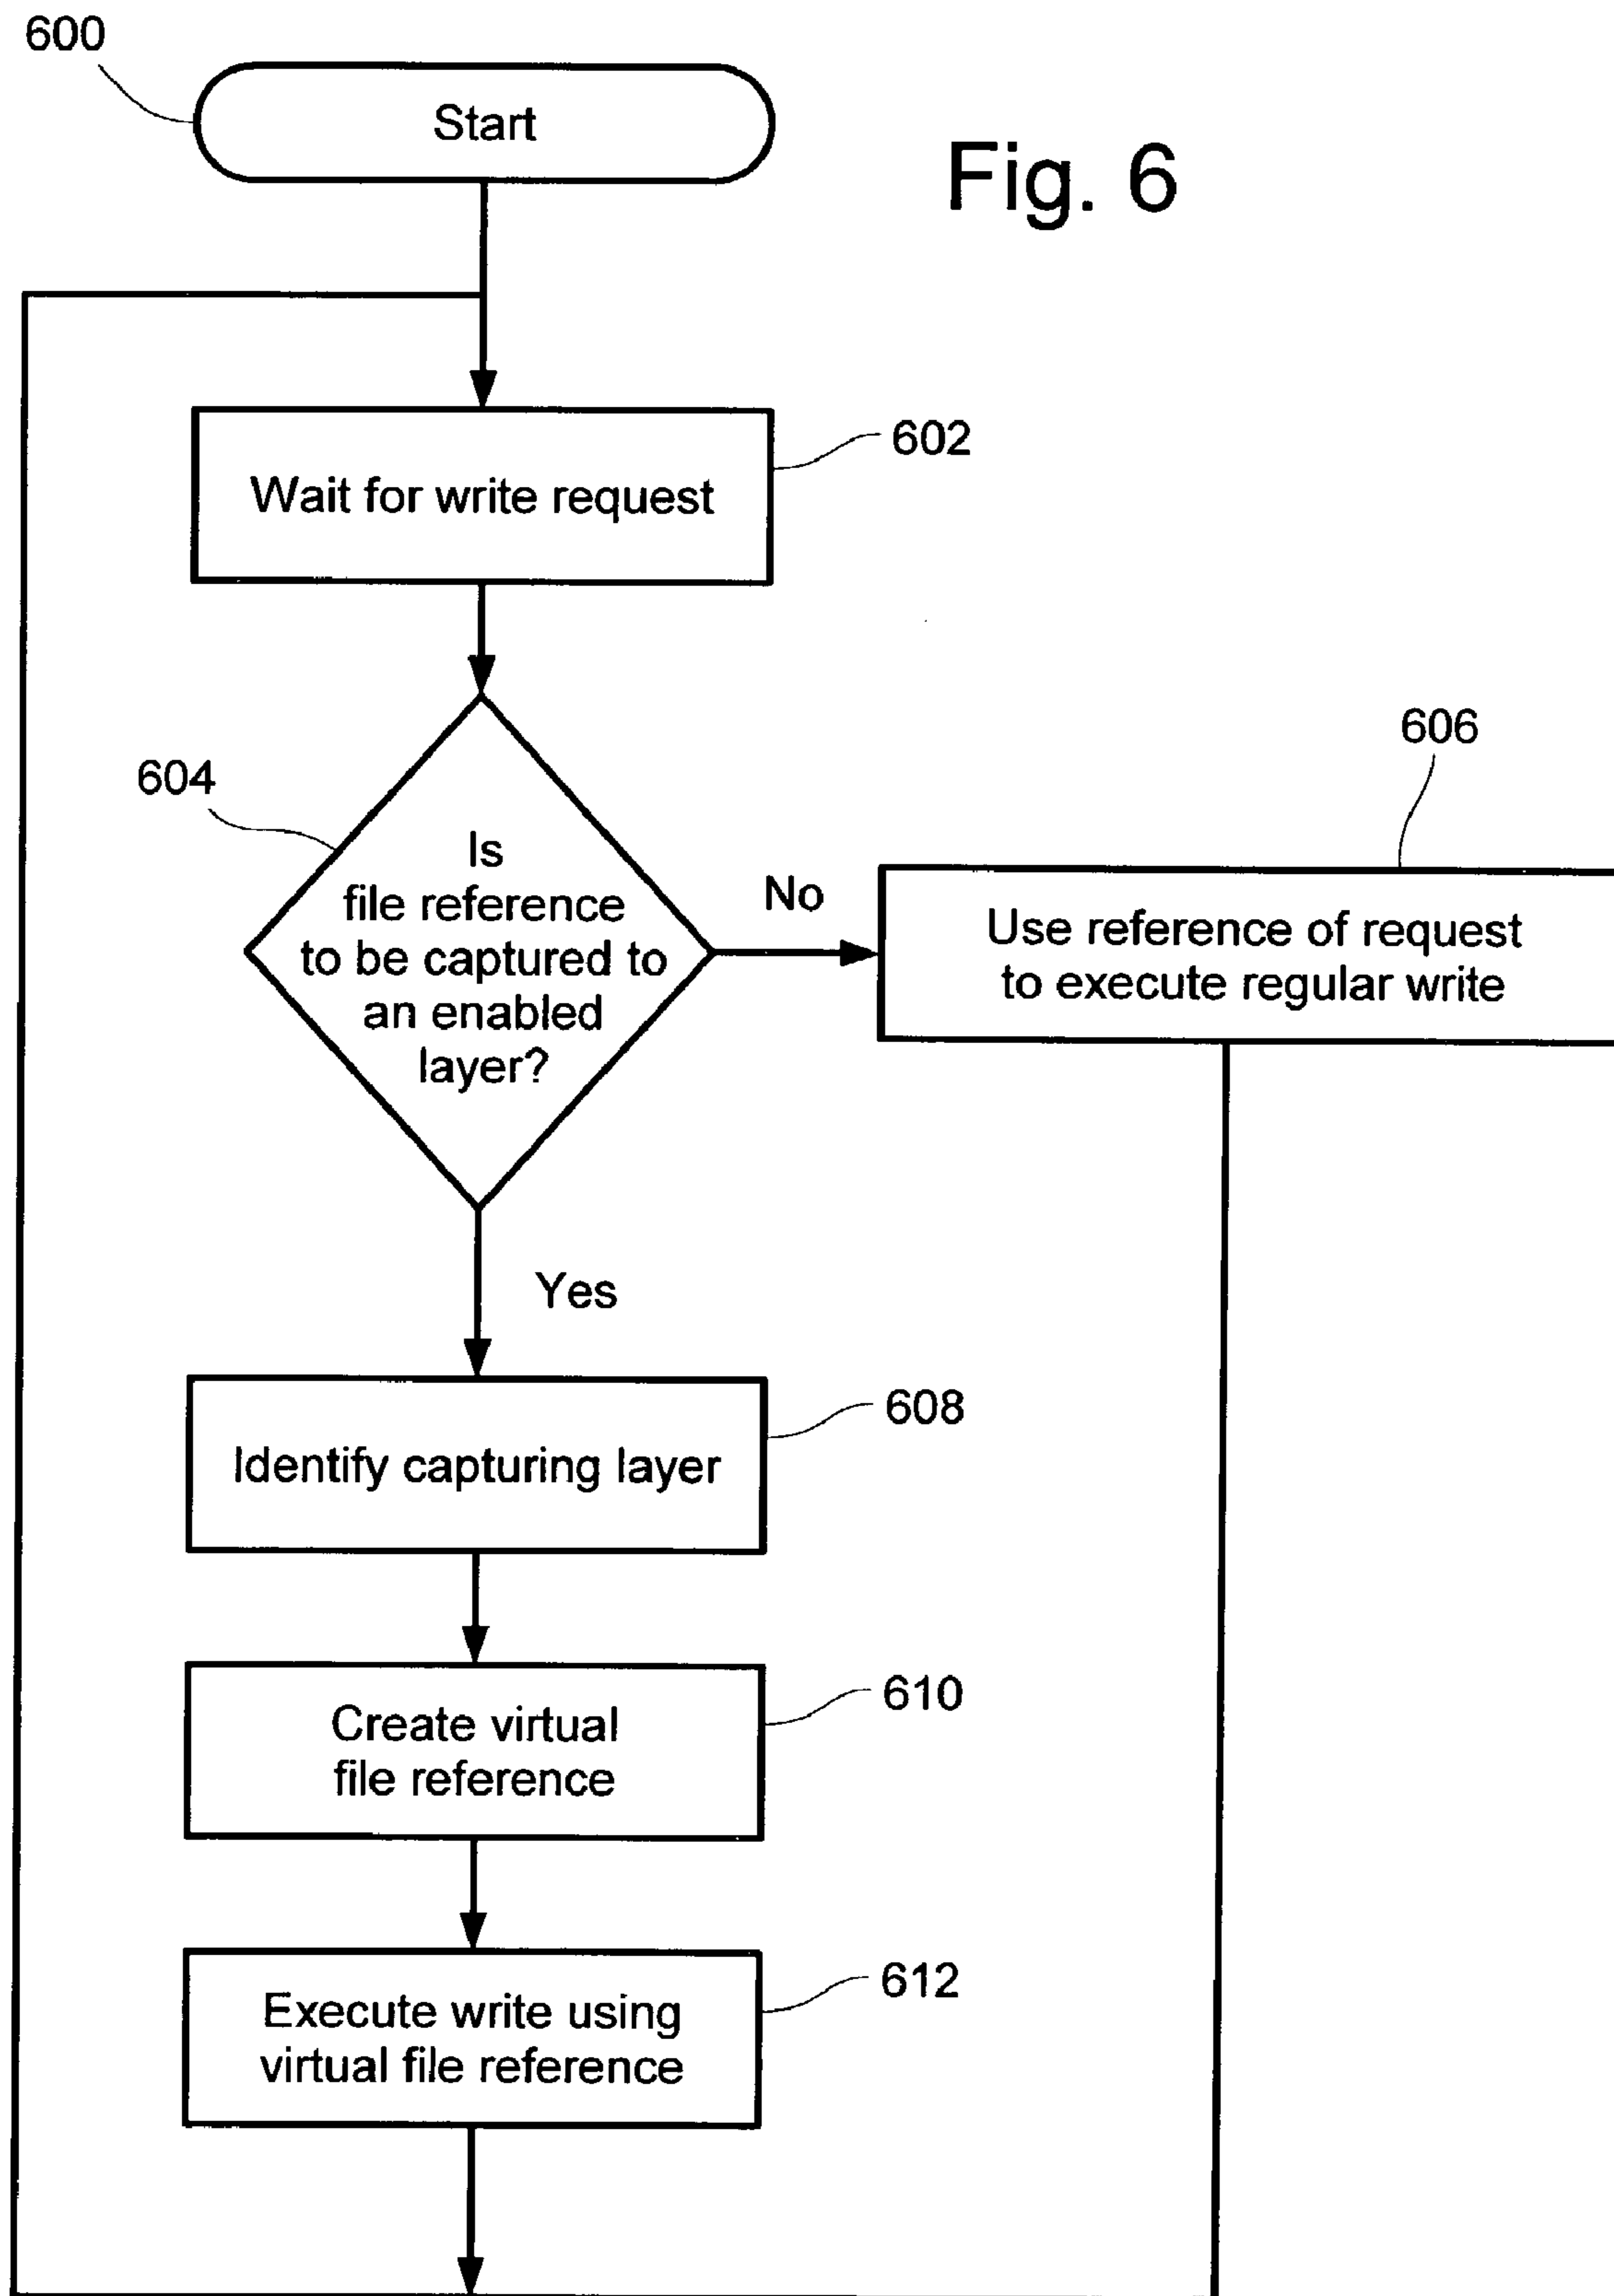 600
Start
Fig. 6
Wait for write request
602
604
Is
file reference
to be captured to
an enabled
layer?
No
606
Use reference of request
to execute regular write
Yes
Identify capturing layer
608
Create virtual
file reference
610
Execute write using
virtual file reference
612